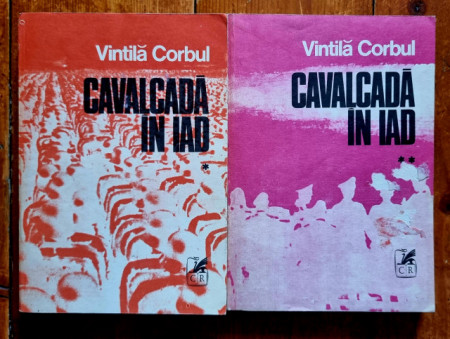 Vintilă Corbul
CAVALCADĂ
ÎN IAD
*
CR
Vintilă Corbul
CAVALCADĂ
ÎN IAD
**
CR